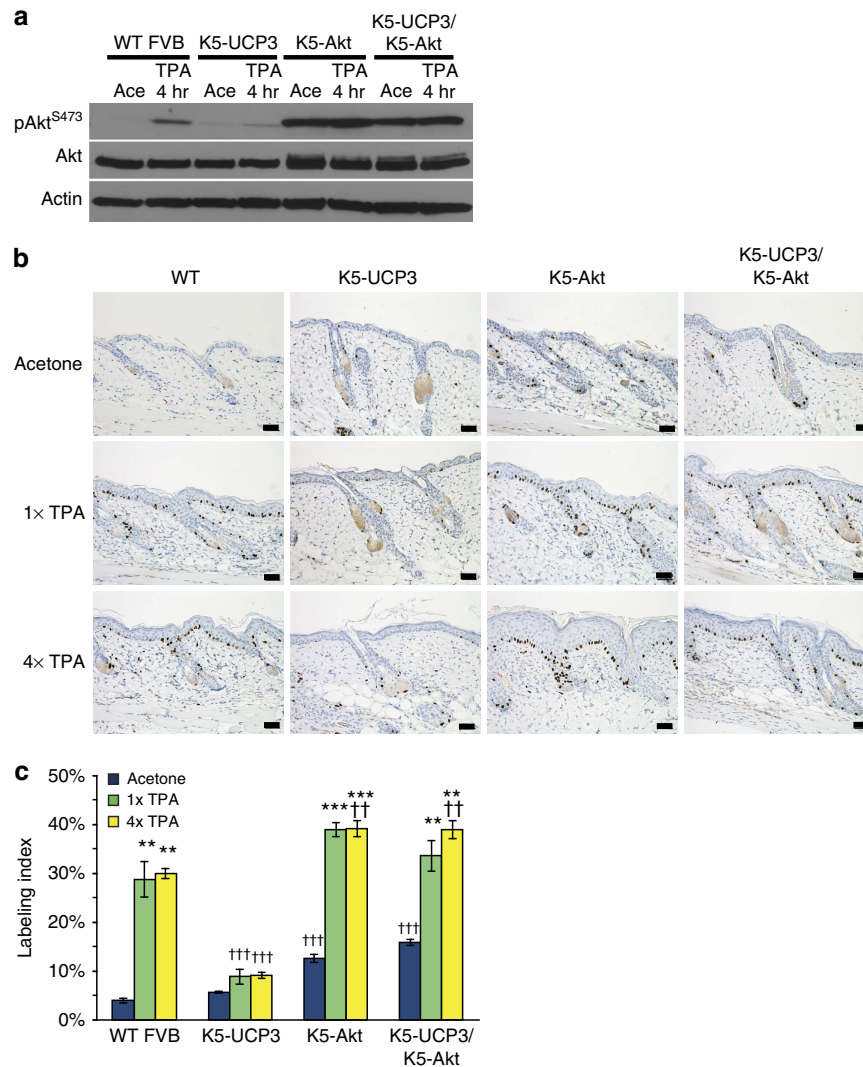 a
WT FVB K5-UCP3 K5-Akt K5-UCP3/
K5-Akt
Ace TPA 4 hr Ace TPA 4 hr Ace TPA 4 hr Ace TPA 4 hr
pAktS473
Akt
Actin
b
WT K5-UCP3 K5-Akt K5-UCP3/
K5-Akt
Acetone
1× TPA
4× TPA
c
50%
40%
30%
20%
10%
0%
Labeling index
Acetone
1x TPA
4x TPA
** **
††† †††
††† *** ***
††
††† ** **
††
WT FVB K5-UCP3 K5-Akt K5-UCP3/
K5-Akt